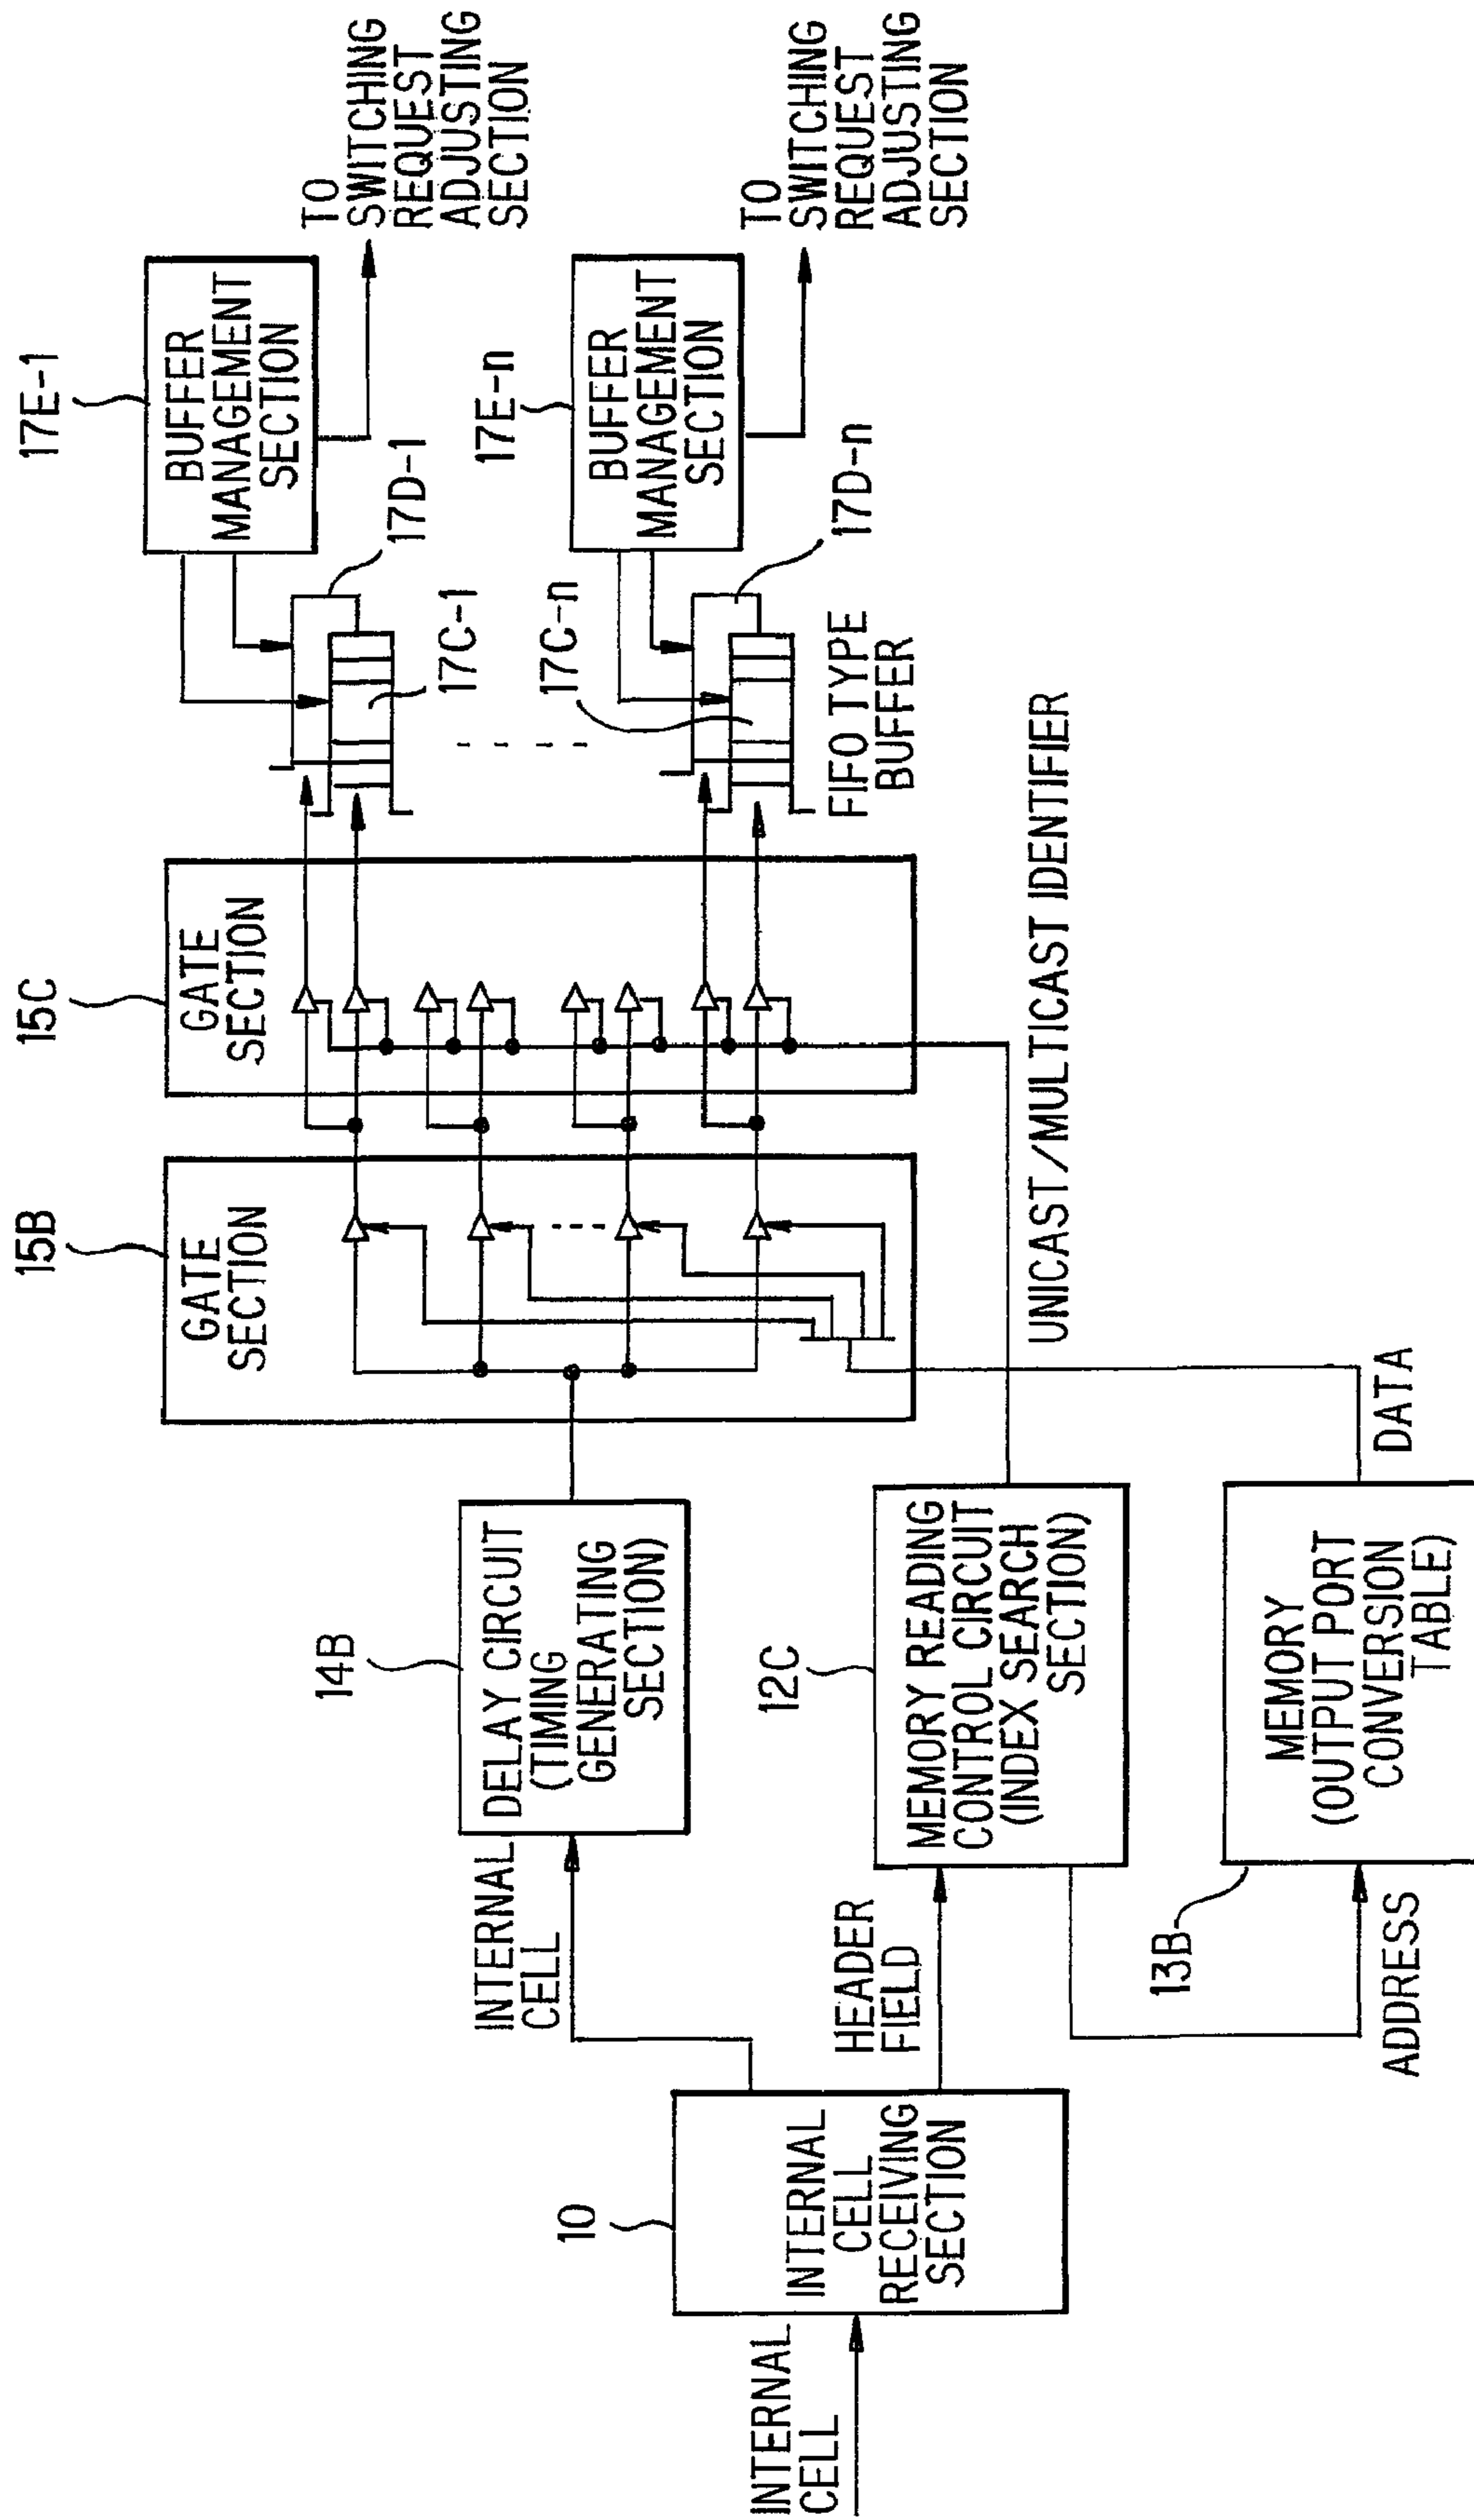 INTERNAL
CELL
10
INTERNAL
CELL
RECEIVING
SECTION
INTERNAL
CELL
HEADER
FIELD
14B
DELAY CIRCUIT
(TIMING
GENERATING
SECTION)
12C
MEMORY READING
CONTROL CIRCUIT
(INDEX SEARCH
SECTION)
ADDRESS
13B
MEMORY
(OUTPUT PORT
CONVERSION
TABLE)
DATA
15B
GATE
SECTION
15C
GATE
SECTION
UNICAST/MULTICAST IDENTIFIER
17E-1
BUFFER
MANAGEMENT
SECTION
17D-1
17C-1
TO
SWITCHING
REQUEST
ADJUSTING
SECTION
17E-n
BUFFER
MANAGEMENT
SECTION
17D-n
17C-n
FIFO TYPE
BUFFER
TO
SWITCHING
REQUEST
ADJUSTING
SECTION